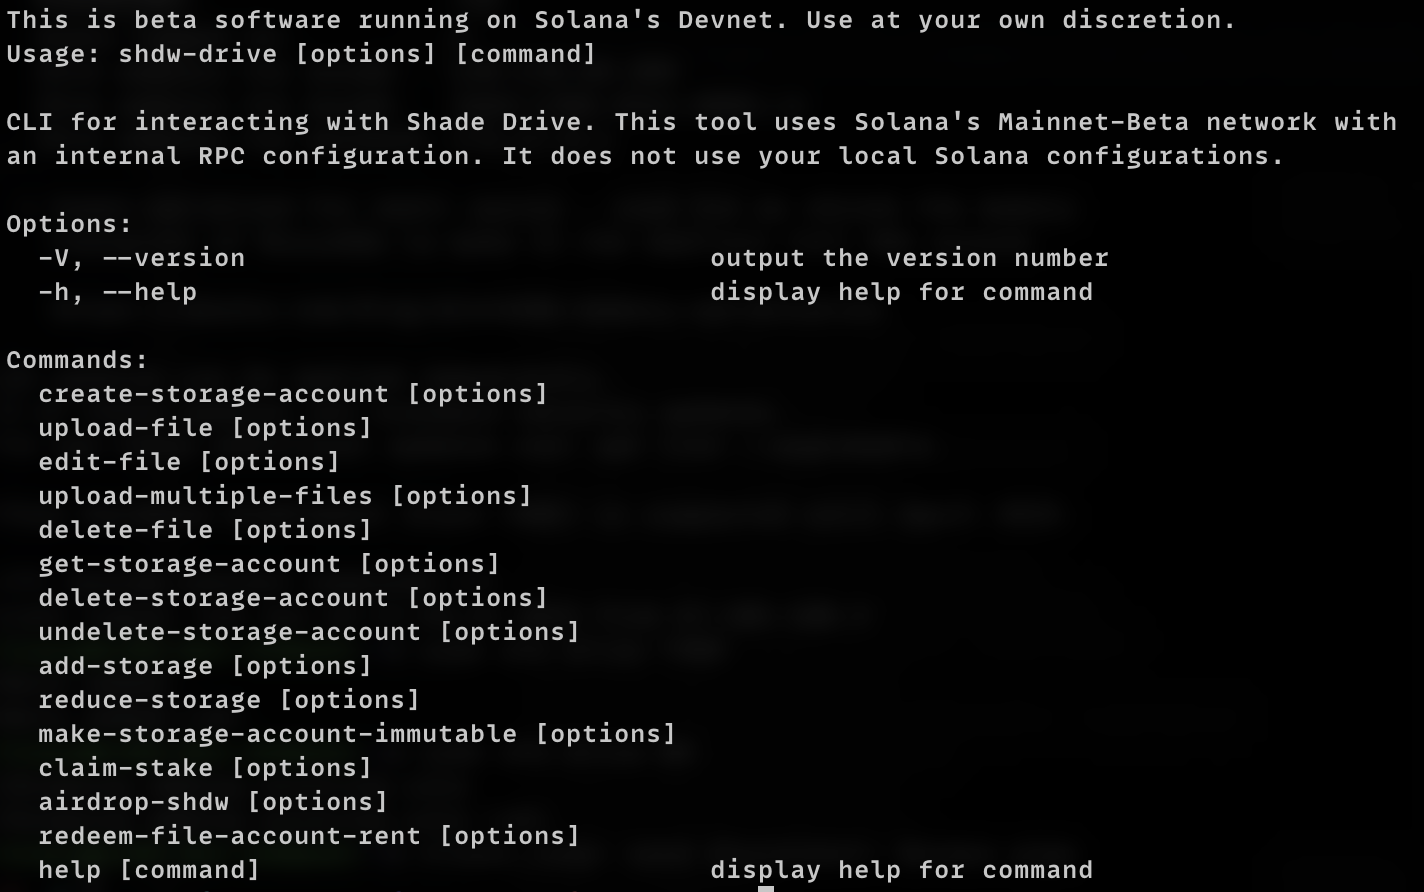 This is beta software running on Solana's Devnet. Use at your own discretion.
Usage: shdw-drive [options] [command]

CLI for interacting with Shade Drive. This tool uses Solana's Mainnet-Beta network with
an internal RPC configuration. It does not use your local Solana configurations.

Options:
  -V, --version                             output the version number
  -h, --help                                display help for command

Commands:
  create-storage-account [options]
  upload-file [options]
  edit-file [options]
  upload-multiple-files [options]
  delete-file [options]
  get-storage-account [options]
  delete-storage-account [options]
  undelete-storage-account [options]
  add-storage [options]
  reduce-storage [options]
  make-storage-account-immutable [options]
  claim-stake [options]
  airdrop-shdw [options]
  redeem-file-account-rent [options]
  help [command]                            display help for command